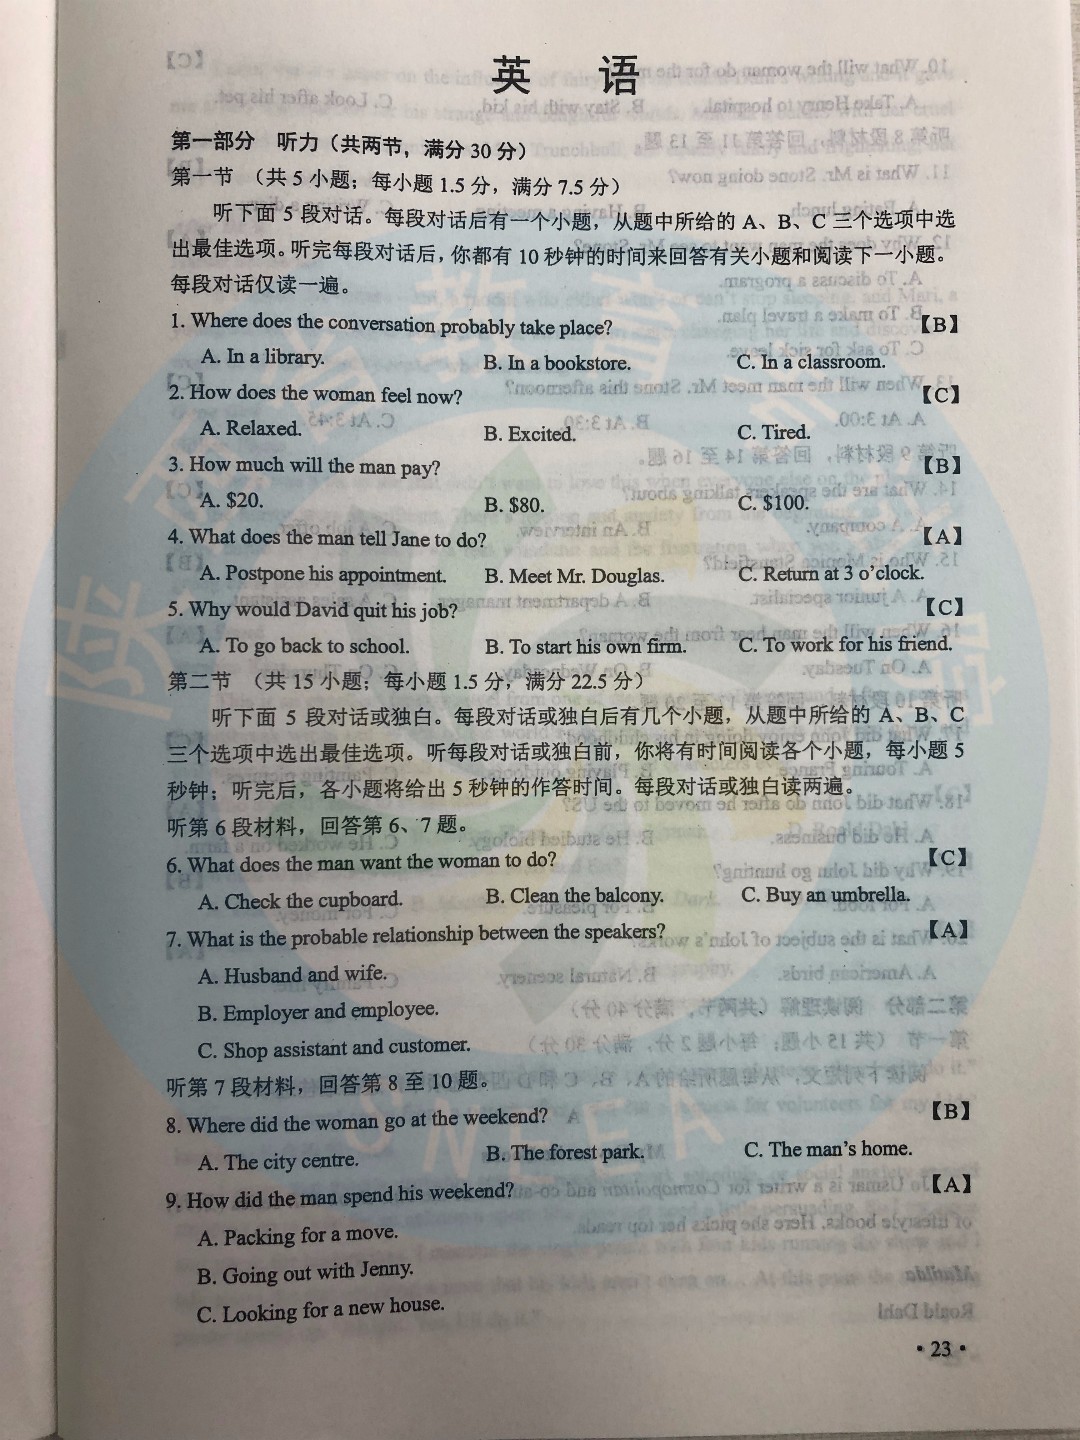 英 语
第一部分 听力（共两节，满分 30 分）
第一节 （共 5 小题；每小题 1.5 分，满分 7.5 分）
听下面 5 段对话。每段对话后有一个小题，从题中所给的 A、B、C 三个选项中选
出最佳选项。听完每段对话后，你都有 10 秒钟的时间来回答有关小题和阅读下一小题。
每段对话仅读一遍。
1. Where does the conversation probably take place? 【B】
A. In a library. B. In a bookstore. C. In a classroom.
2. How does the woman feel now? 【C】
A. Relaxed. B. Excited. C. Tired.
3. How much will the man pay? 【B】
A. $20. B. $80. C. $100.
4. What does the man tell Jane to do? 【A】
A. Postpone his appointment. B. Meet Mr. Douglas. C. Return at 3 o'clock.
5. Why would David quit his job? 【C】
A. To go back to school. B. To start his own firm. C. To work for his friend.
第二节 （共 15 小题；每小题 1.5 分，满分 22.5 分）
听下面 5 段对话或独白。每段对话或独白后有几个小题，从题中所给的 A、B、C
三个选项中选出最佳选项。听每段对话或独白前，你将有时间阅读各个小题，每小题 5
秒钟；听完后，各小题将给出 5 秒钟的作答时间。每段对话或独白读两遍。
听第 6 段材料，回答第 6、7 题。
6. What does the man want the woman to do? 【C】
A. Check the cupboard. B. Clean the balcony. C. Buy an umbrella.
7. What is the probable relationship between the speakers? 【A】
A. Husband and wife.
B. Employer and employee.
C. Shop assistant and customer.
听第 7 段材料，回答第 8 至 10 题。
8. Where did the woman go at the weekend? 【B】
A. The city centre. B. The forest park. C. The man's home.
9. How did the man spend his weekend? 【A】
A. Packing for a move.
B. Going out with Jenny.
C. Looking for a new house.
· 23 ·